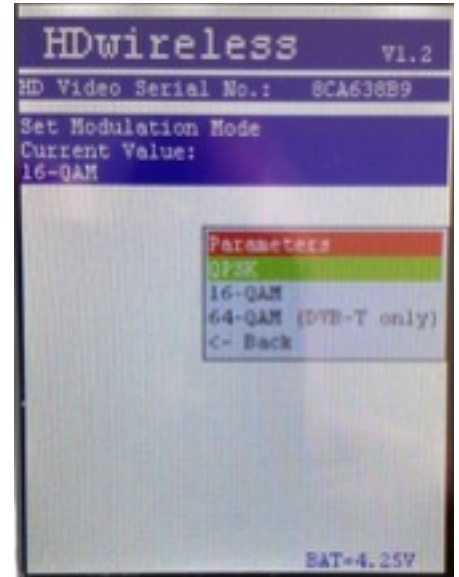 HDwireless V1.2
HD Video Serial No.: 8CA638B9
Set Modulation Mode
Current Value:
16-QAM
Parameters
QPSK
16-QAM
64-QAM (DVB-T only)
<- Back
BAT=4.25V